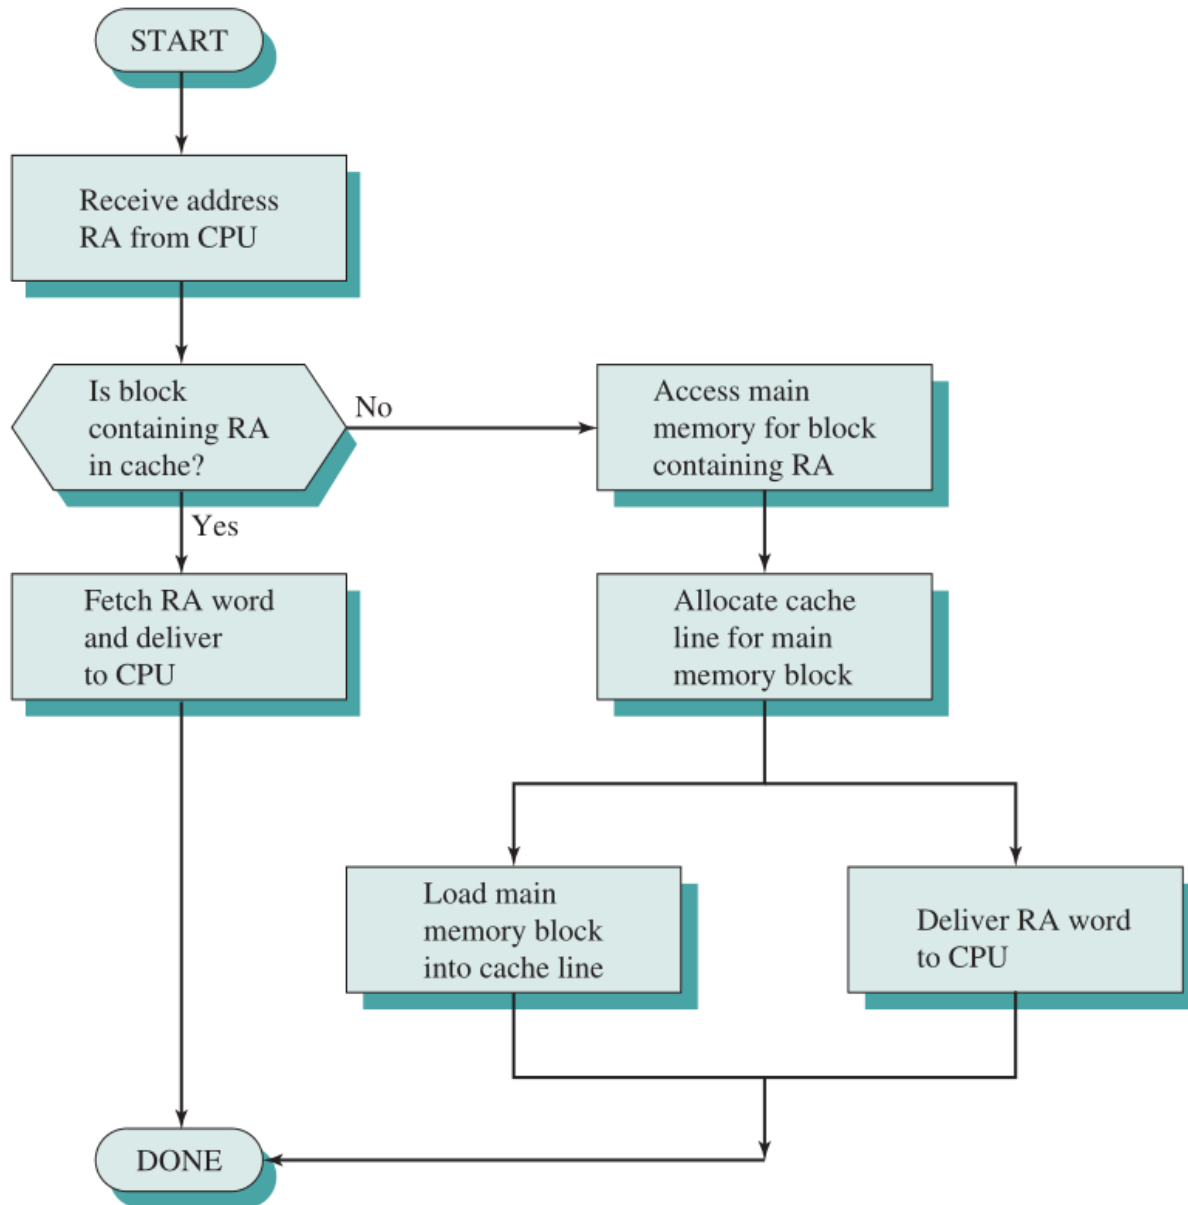 START
Receive address
RA from CPU
Is block
containing RA
in cache?
No
Access main
memory for block
containing RA
Yes
Fetch RA word
and deliver
to CPU
Allocate cache
line for main
memory block
Load main
memory block
into cache line
Deliver RA word
to CPU
DONE